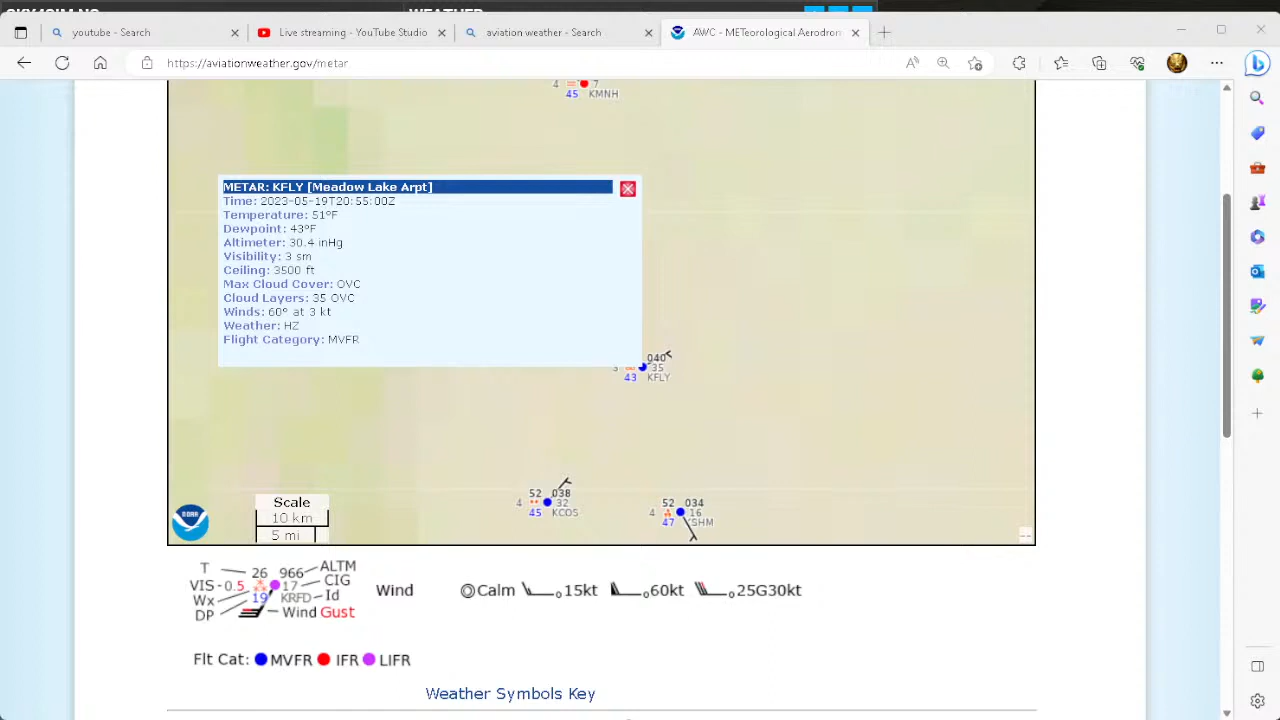 youtube - Search
Live streaming - YouTube Studio
aviation weather - Search
AWC - METeorological Aerodrom
https://aviationweather.gov/metar
4 7
45 KMNH
METAR: KFLY [Meadow Lake Arpt]
Time: 2023-05-19T20:55:00Z
Temperature: 51°F
Dewpoint: 43°F
Altimeter: 30.4 inHg
Visibility: 3 sm
Ceiling: 3500 ft
Max Cloud Cover: OVC
Cloud Layers: 35 OVC
Winds: 60° at 3 kt
Weather: HZ
Flight Category: MVFR
040
35
43 KFLY
52 038
4 32
45 KCOS
52 034
4 16
47 KSHM
Scale
10 km
5 mi
T 26 966 ALTM
VIS 0.5 17 CIG
Wx 19 KRFD Id
DP Wind Gust
Wind Calm 15kt 60kt 25G30kt
Flt Cat: MVFR IFR LIFR
Weather Symbols Key